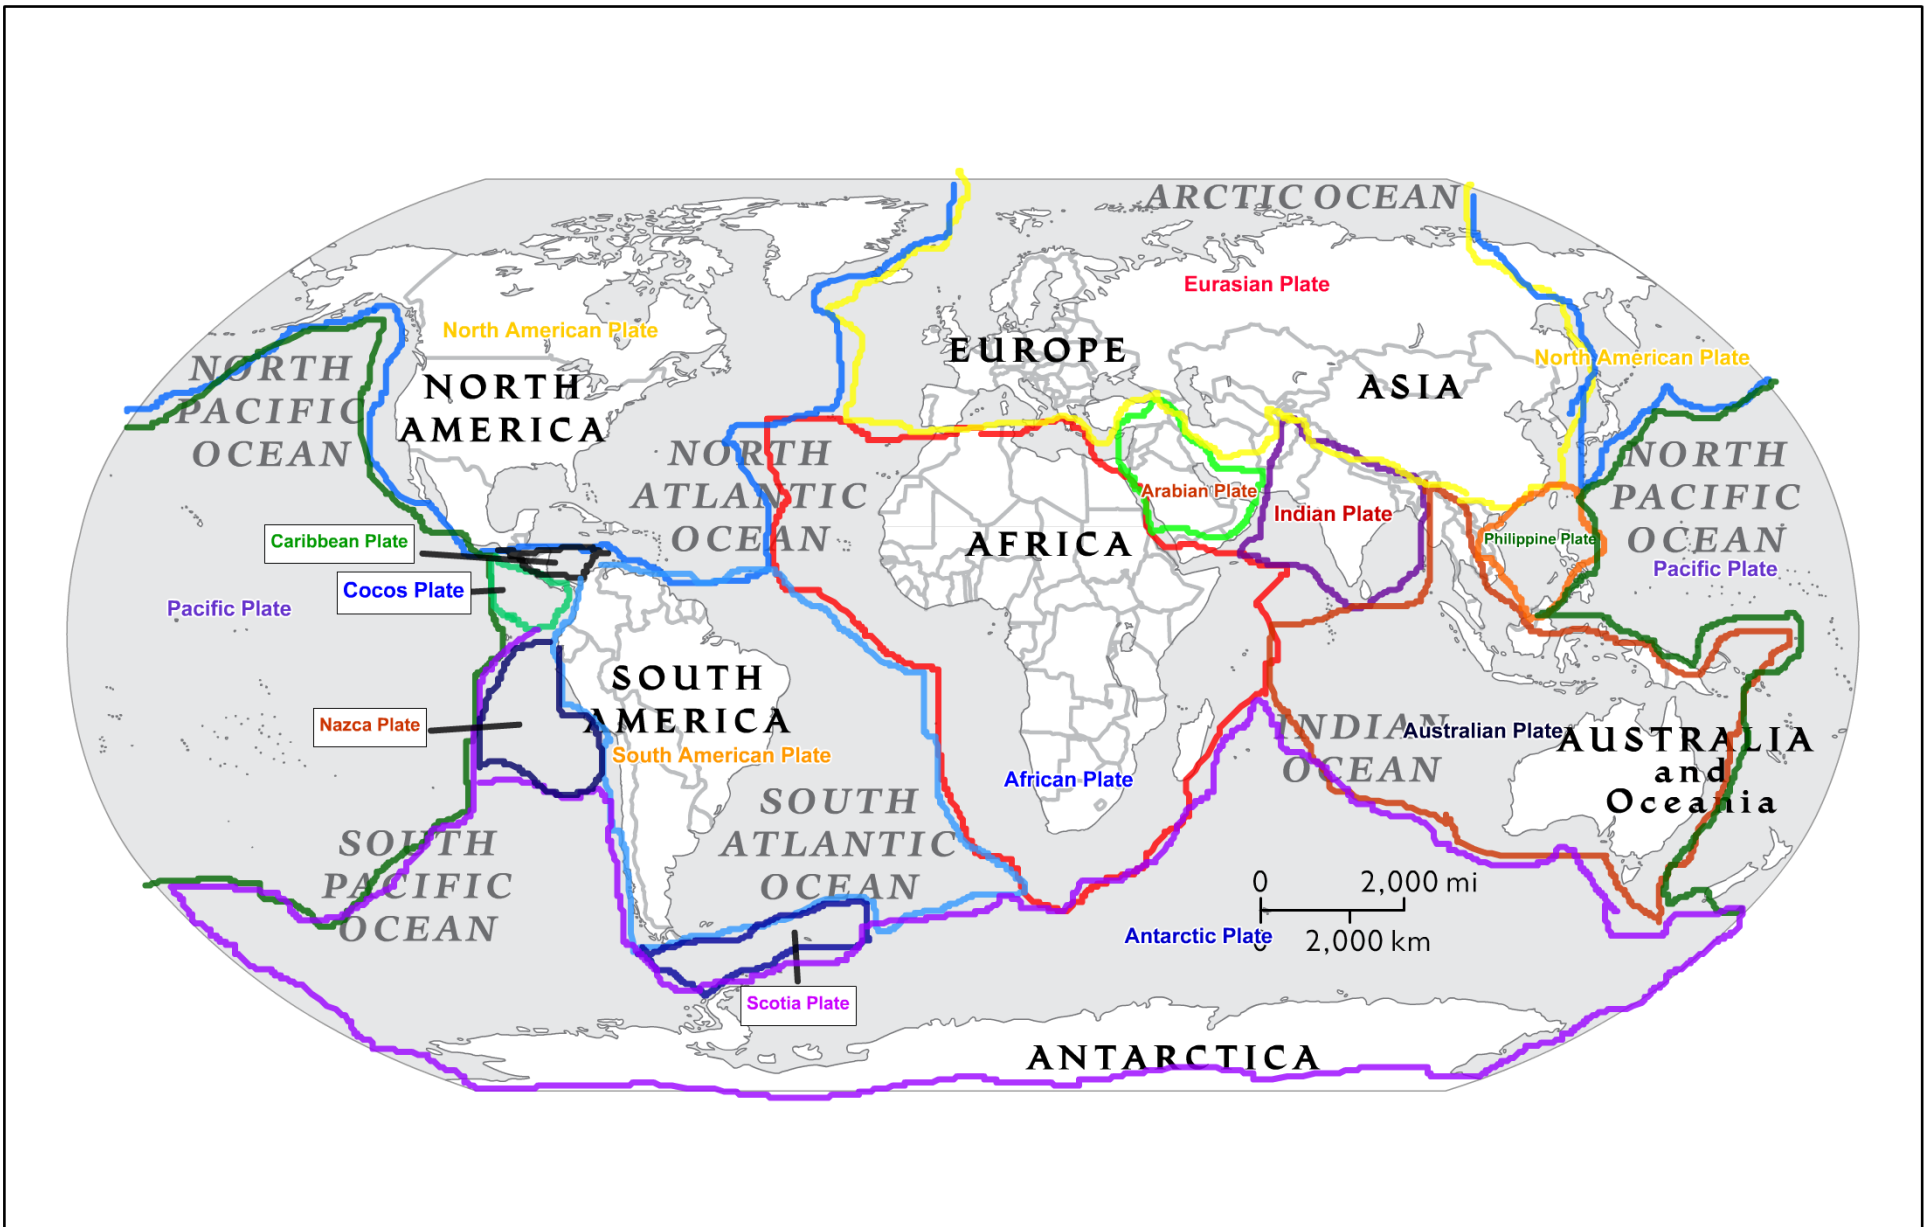 ARCTIC OCEAN
Eurasian Plate
North American Plate
EUROPE
NORTH
PACIFIC
OCEAN
NORTH
AMERICA
ASIA
North American Plate
NORTH
ATLANTIC
OCEAN
NORTH
PACIFIC
OCEAN
Arabian Plate
Indian Plate
Caribbean Plate
AFRICA
Philippine Plate
Pacific Plate
Cocos Plate
Pacific Plate
SOUTH
AMERICA
Nazca Plate
South American Plate
INDIAN
OCEAN
Australian Plate
AUSTRALIA
and
Oceania
African Plate
SOUTH
ATLANTIC
OCEAN
SOUTH
PACIFIC
OCEAN
0 2,000 mi
0 2,000 km
Antarctic Plate
Scotia Plate
ANTARCTICA